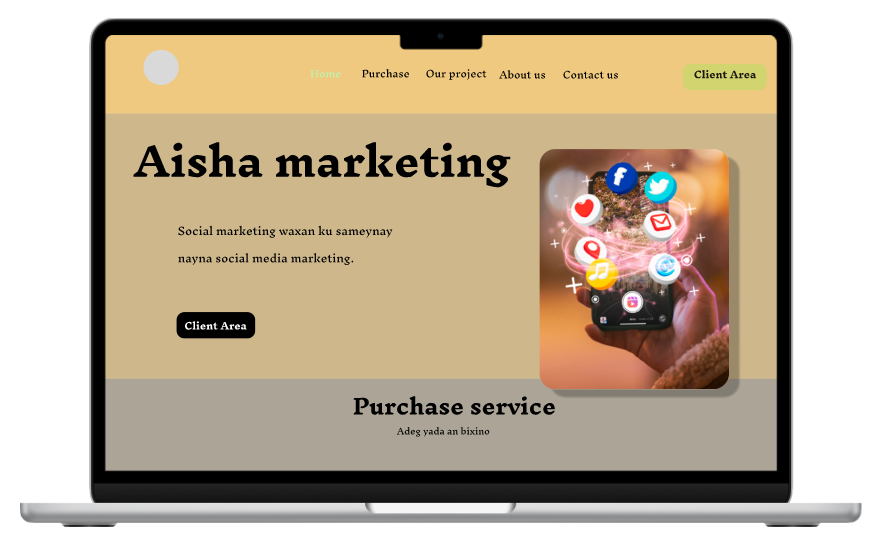 Home Purchase Our project About us Contact us Client Area
Aisha marketing
Social marketing waxan ku sameynay
nayna social media marketing.
Client Area
Purchase service
Adeg yada an bixino